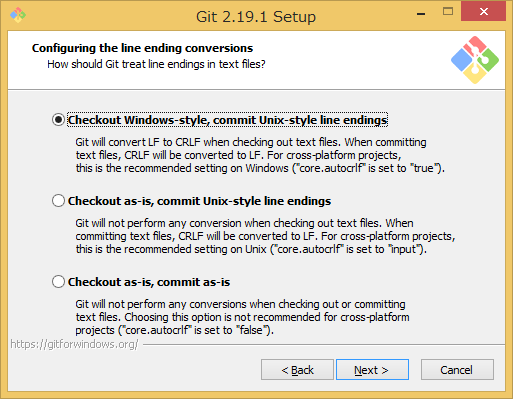 Git 2.19.1 Setup
Configuring the line ending conversions
How should Git treat line endings in text files?
Checkout Windows-style, commit Unix-style line endings
Git will convert LF to CRLF when checking out text files. When committing
text files, CRLF will be converted to LF. For cross-platform projects,
this is the recommended setting on Windows ("core.autocrlf" is set to "true").
Checkout as-is, commit Unix-style line endings
Git will not perform any conversion when checking out text files. When
committing text files, CRLF will be converted to LF. For cross-platform projects,
this is the recommended setting on Unix ("core.autocrlf" is set to "input").
Checkout as-is, commit as-is
Git will not perform any conversions when checking out or committing
text files. Choosing this option is not recommended for cross-platform
projects ("core.autocrlf" is set to "false").
https://gitforwindows.org/
< Back
Next >
Cancel